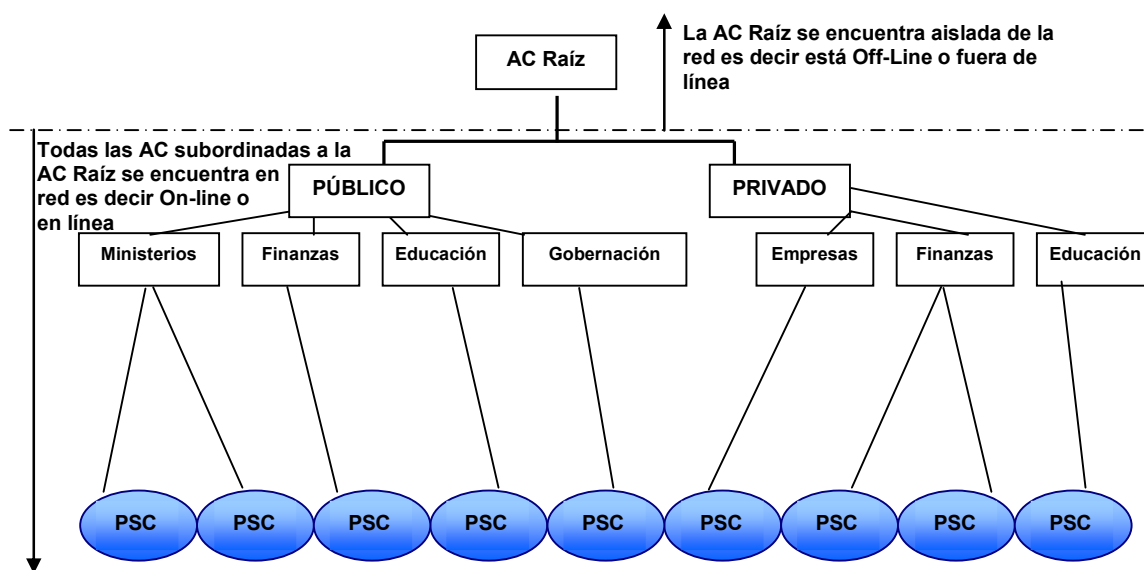 AC Raíz
La AC Raíz se encuentra aislada de la
red es decir está Off-Line o fuera de
línea
Todas las AC subordinadas a la
AC Raíz se encuentra en
red es decir On-line o
en línea
PÚBLICO
PRIVADO
Ministerios
Finanzas
Educación
Gobernación
Empresas
Finanzas
Educación
PSC
PSC
PSC
PSC
PSC
PSC
PSC
PSC
PSC